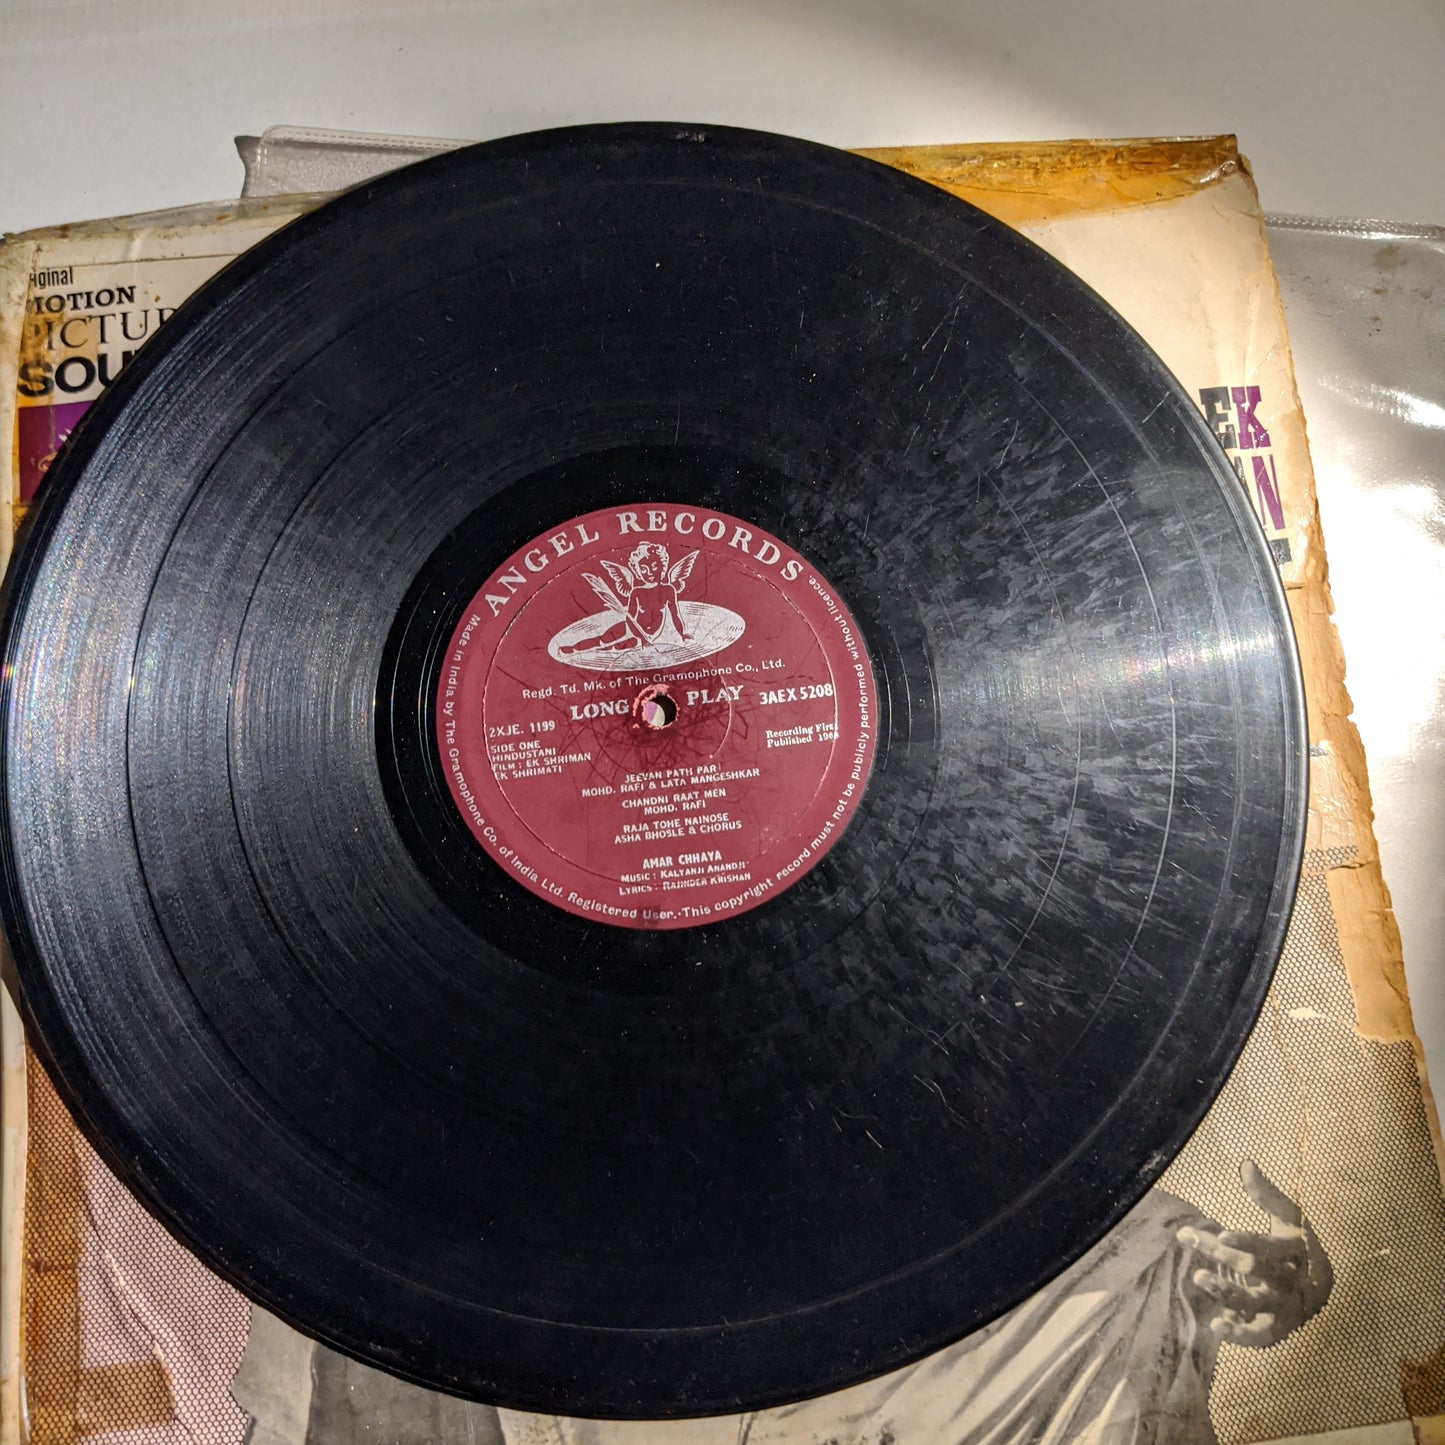 MOTION
EK
ANGEL RECORDS
Regd. Td. Mk. of The Gramophone Co., Ltd.
LONG PLAY
3AEX 5208
2XJE. 1199
SIDE ONE
HINDUSTANI
FILM : EK SHRIMAN
EK SHRIMATI
Recording First
Published
JEEVAN PATH PAR
MOHD. RAFI & LATA MANGESHKAR
CHANDNI RAAT MEN
MOHD. RAFI
RAJA TOHE NAINOSE
ASHA BHOSLE & CHORUS
AMAR CHHAYA
MUSIC : KALYANJI ANANDJI
LYRICS : RAJINDER KRISHAN
Made in India by The Gramophone Co. of India Ltd. Registered User.·This copyright record must not be publicly performed without licence.